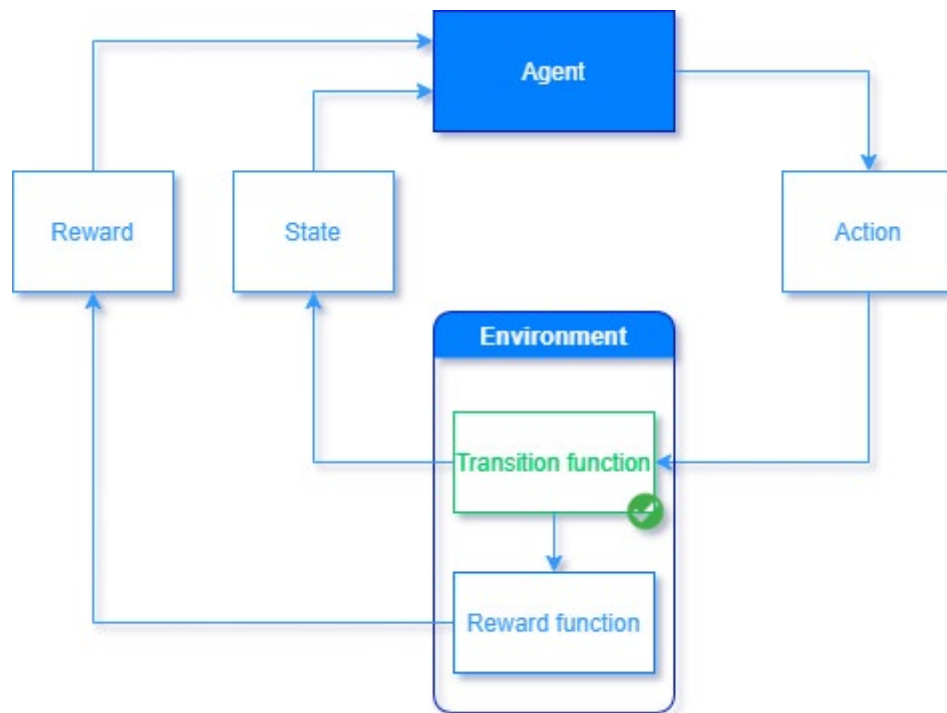 Agent
Reward
State
Action
Environment
Transition function
Reward function